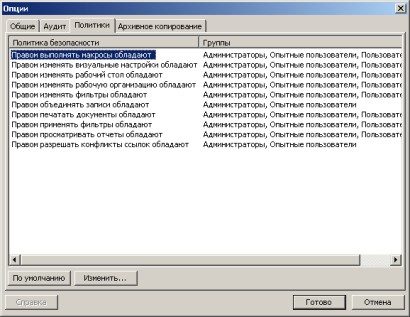 Опции
Общие Аудит Политики Архивное копирование
Политика безопасности Группы
Правом выполнять макросы обладают Администраторы, Опытные пользователи, Пользовате
Правом изменять визуальные настройки обладают Администраторы, Опытные пользователи, Пользовате
Правом изменять рабочий стол обладают Администраторы, Опытные пользователи, Пользовате
Правом изменять рабочую организацию обладают Администраторы, Опытные пользователи, Пользовате
Правом изменять фильтры обладают Администраторы, Опытные пользователи, Пользовате
Правом объединять записи обладают Администраторы, Опытные пользователи
Правом печатать документы обладают Администраторы, Опытные пользователи, Пользовате
Правом применять фильтры обладают Администраторы, Опытные пользователи, Пользовате
Правом просматривать отчеты обладают Администраторы, Опытные пользователи, Пользовате
Правом разрешать конфликты ссылок обладают Администраторы, Опытные пользователи
По умолчанию Изменить...
Справка Готово Отмена